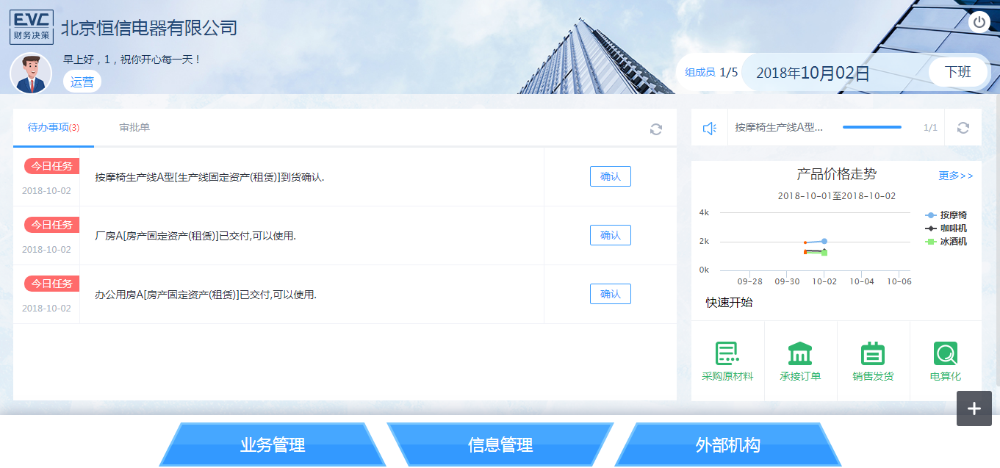 EVC
财务决策
北京恒信电器有限公司
早上好，1，祝你开心每一天！
运营
组成员 1/5
2018年10月02日
下班
待办事项(3)
审批单
今日任务
2018-10-02
按摩椅生产线A型[生产线固定资产(租赁)]到货确认.
确认
今日任务
2018-10-02
厂房A[房产固定资产(租赁)]已交付,可以使用.
确认
今日任务
2018-10-02
办公用房A[房产固定资产(租赁)]已交付,可以使用.
确认
按摩椅生产线A型...
1/1
产品价格走势
更多>>
2018-10-01至2018-10-02
4k
2k
0k
09-28
09-30
10-02
10-04
10-06
按摩椅
咖啡机
冰酒机
快速开始
采购原材料
承接订单
销售发货
电算化
业务管理
信息管理
外部机构